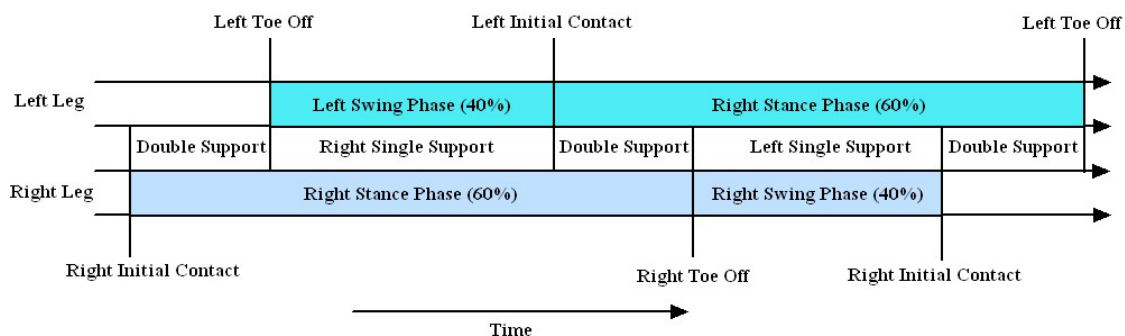 Left Toe Off Left Initial Contact Left Toe Off
Left Leg Left Swing Phase (40%) Right Stance Phase (60%)
Double Support Right Single Support Double Support Left Single Support Double Support
Right Leg Right Stance Phase (60%) Right Swing Phase (40%)
Right Initial Contact Right Toe Off Right Initial Contact
Time